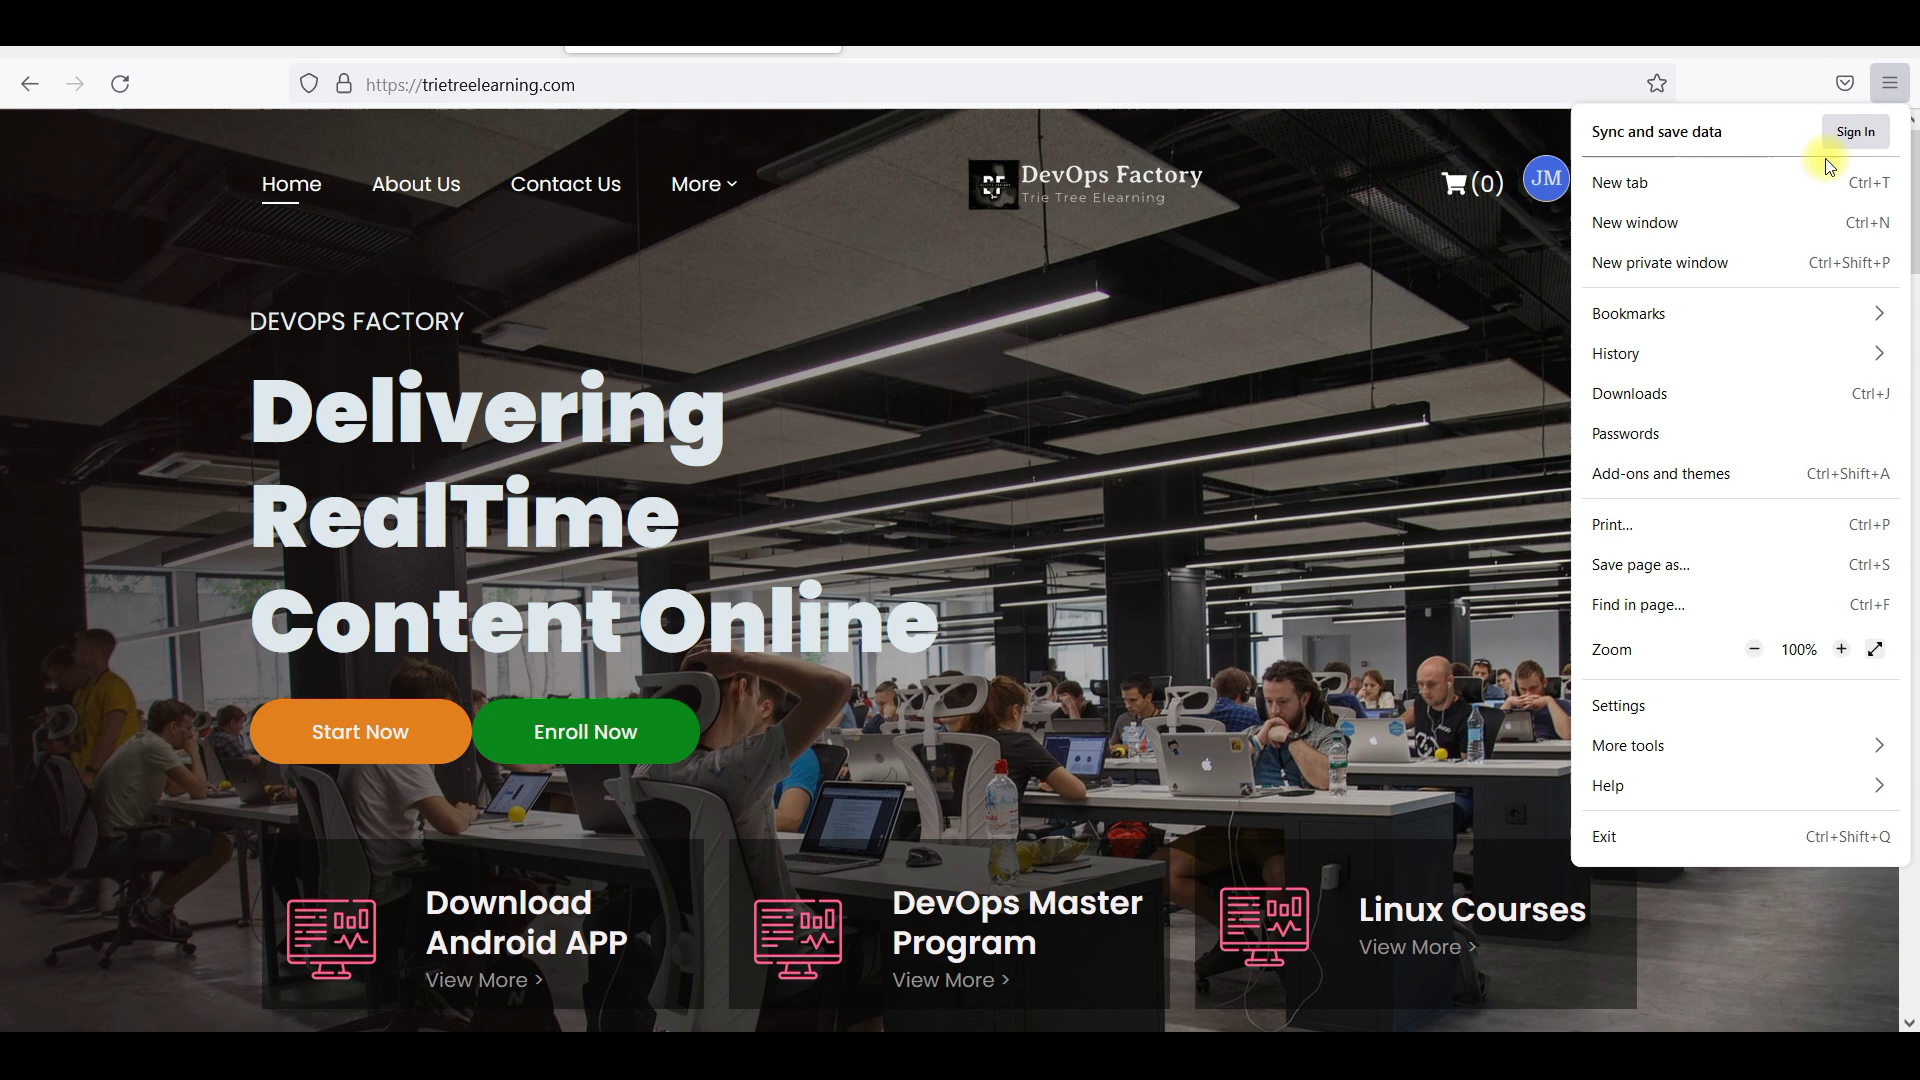 https://trietreelearning.com
Home
About Us
Contact Us
More
DF
DevOps Factory
Trie Tree Elearning
(0)
JM
DEVOPS FACTORY
Delivering
RealTime
Content Online
Start Now
Enroll Now
Download
Android APP
View More >
DevOps Master
Program
View More >
Linux Courses
View More >
Sync and save data
Sign In
New tab
Ctrl+T
New window
Ctrl+N
New private window
Ctrl+Shift+P
Bookmarks
History
Downloads
Ctrl+J
Passwords
Add-ons and themes
Ctrl+Shift+A
Print...
Ctrl+P
Save page as...
Ctrl+S
Find in page...
Ctrl+F
Zoom
100%
Settings
More tools
Help
Exit
Ctrl+Shift+Q